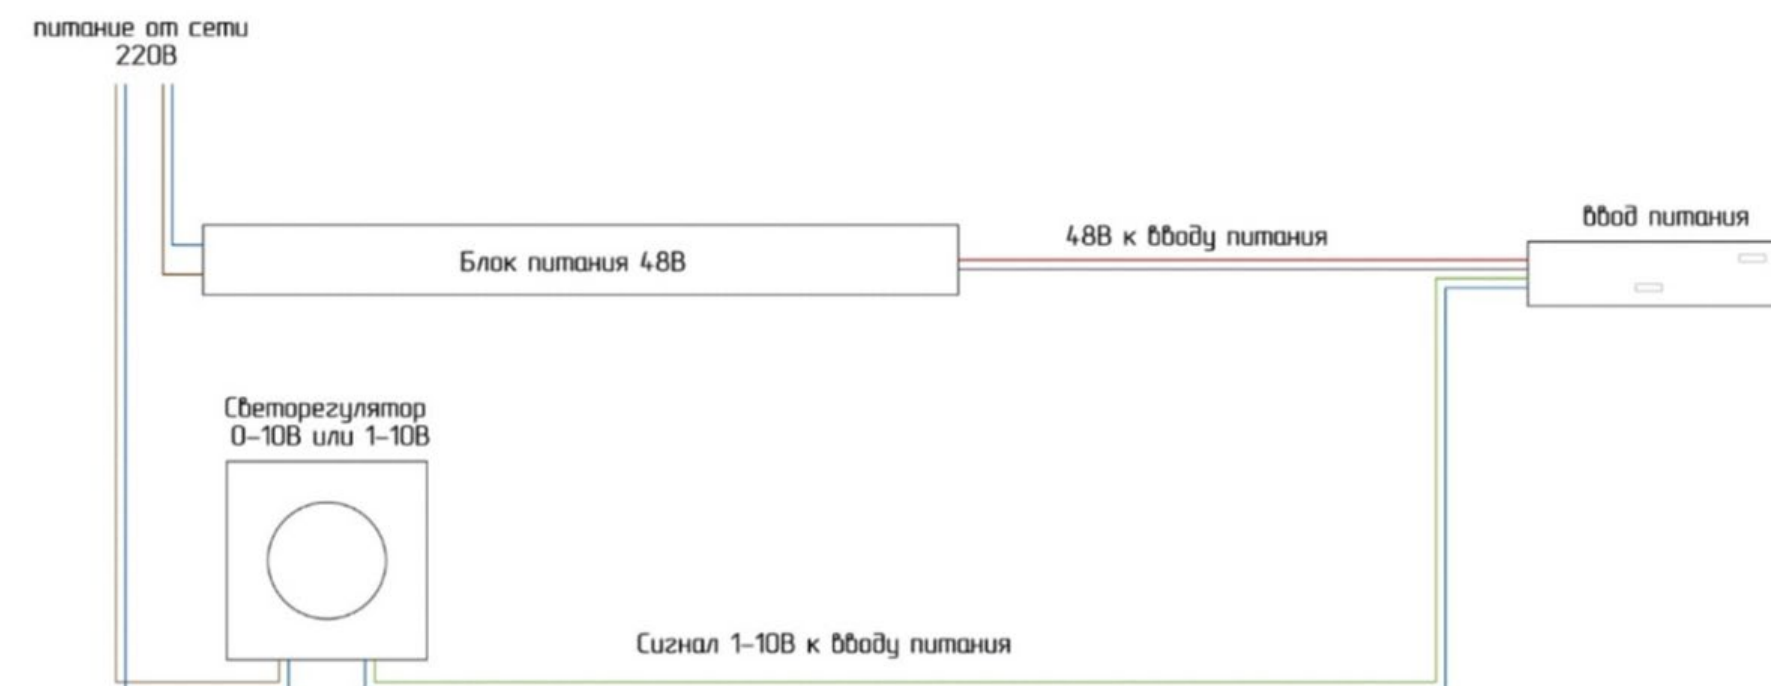 питание от сети
220В
ввод питания
48В к вводу питания
Блок питания 48В
Светорегулятор
0-10В или 1-10В
Сигнал 1-10В к вводу питания